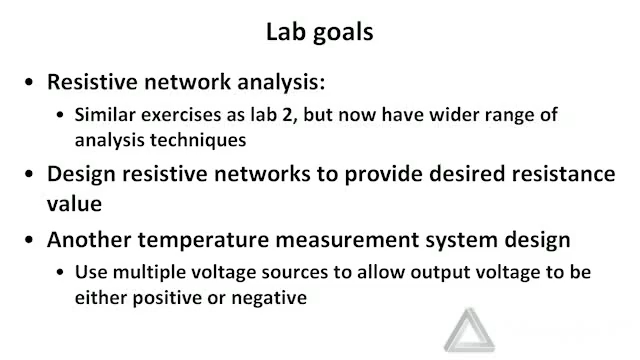 Lab goals
• Resistive network analysis:
• Similar exercises as lab 2, but now have wider range of
analysis techniques
• Design resistive networks to provide desired resistance
value
• Another temperature measurement system design
• Use multiple voltage sources to allow output voltage to be
either positive or negative